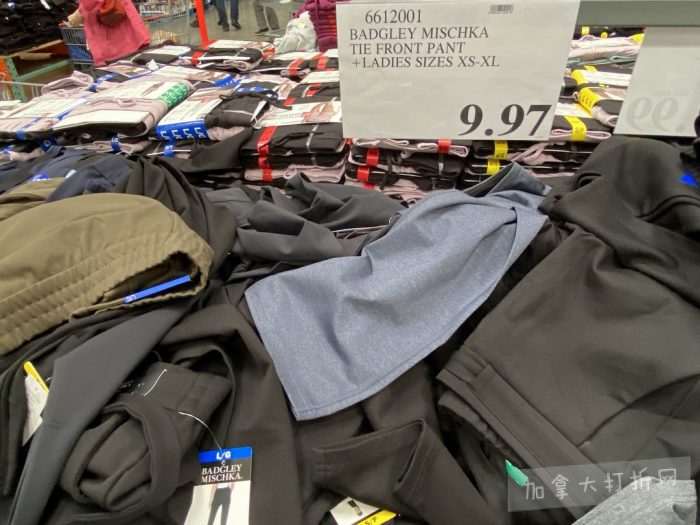 6612001
BADGLEY MISCHKA
TIE FRONT PANT
+LADIES SIZES XS-XL
9.97
L/G
BADGLEY
MISCHKA
加拿大打折网